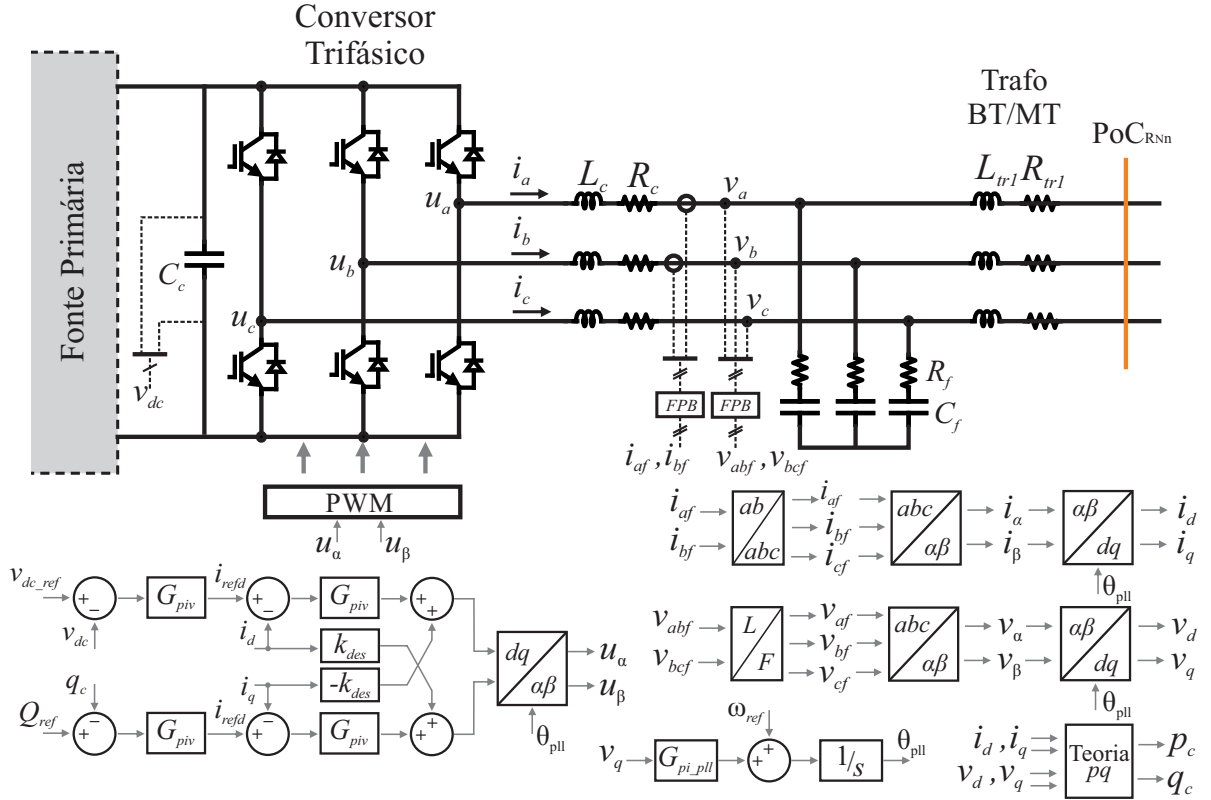 Conversor
Trifásico
Trafo
BT/MT
PoC_RNn
Fonte Primária
C_c
v_dc
u_a
u_b
u_c
i_a
i_b
i_c
L_c R_c
v_a
v_b
v_c
L_tr1 R_tr1
R_f
C_f
FPB FPB
i_af , i_bf v_abf , v_bcf
PWM
u_α u_β
v_dc_ref
+ −
v_dc
G_piv
i_refd
+ −
i_d
G_piv
+ +
k_des
-k_des
i_q
q_c
Q_ref
+ −
G_piv
i_refd
+ −
G_piv
+ +
dq
αβ
θ_pll
u_α
u_β
i_af
i_bf
ab
abc
i_af
i_bf
i_cf
abc
αβ
i_α
i_β
αβ
dq
θ_pll
i_d
i_q
v_abf
v_bcf
L
F
v_af
v_bf
v_cf
abc
αβ
v_α
v_β
αβ
dq
θ_pll
v_d
v_q
v_q
G_pi_pll
ω_ref
+ +
1/s
θ_pll
i_d , i_q
v_d , v_q
Teoria
pq
p_c
q_c